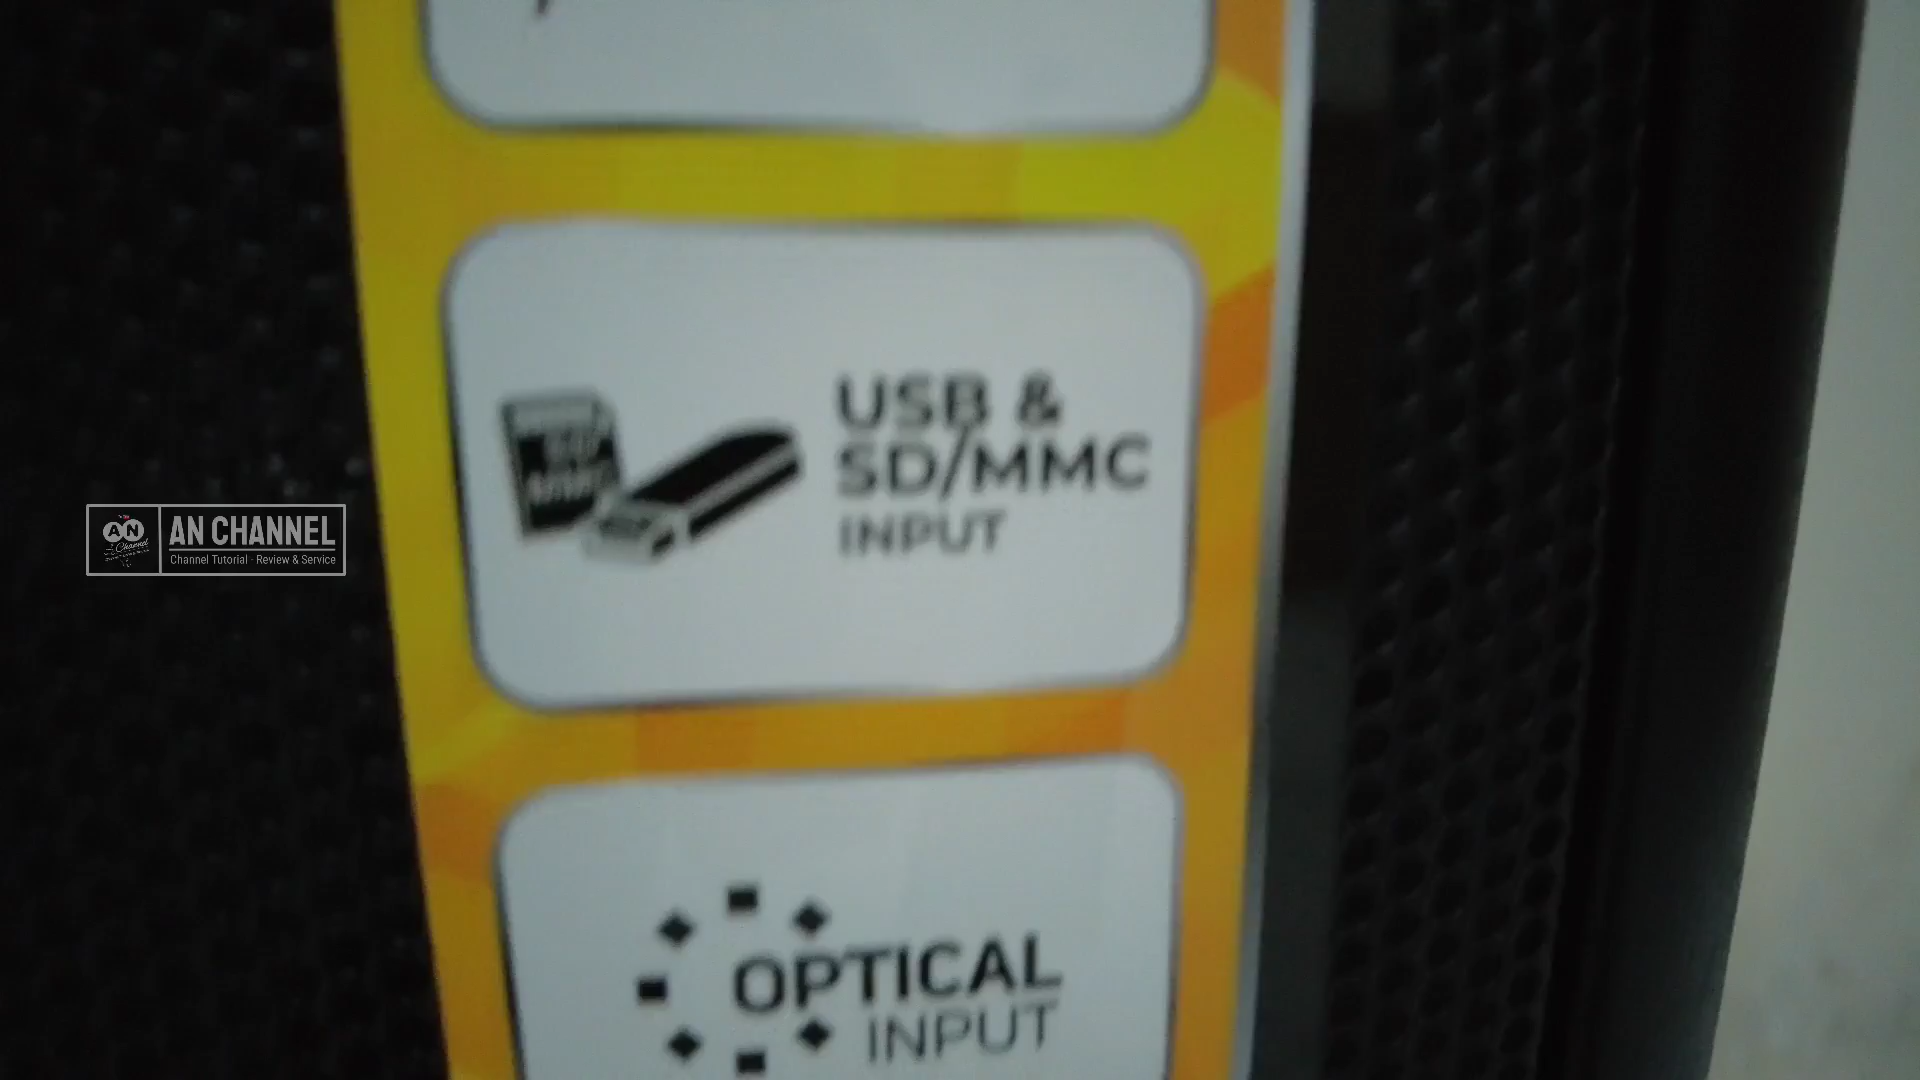 USB &
SD/MMC
INPUT
AN CHANNEL
Channel Tutorial - Review & Service
OPTICAL
INPUT